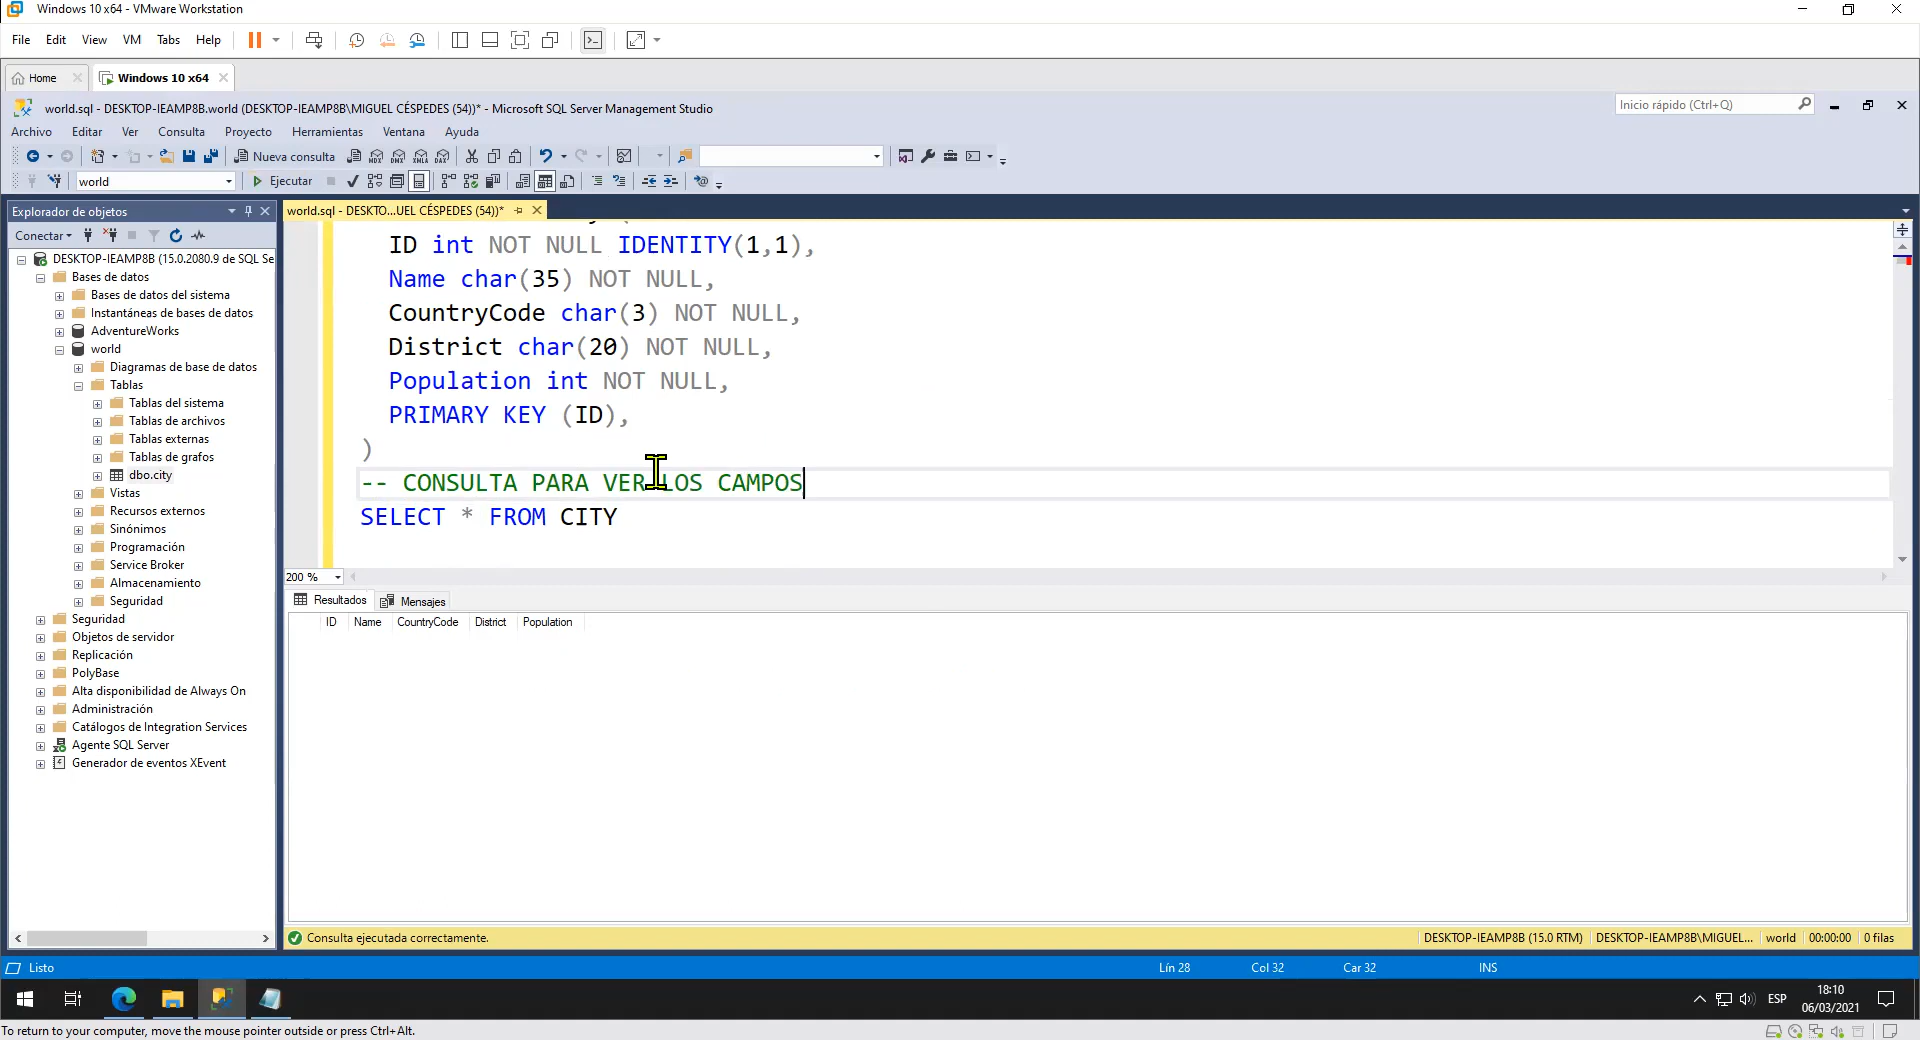 Windows 10 x64 - VMware Workstation
File Edit View VM Tabs Help
Home Windows 10 x64
world.sql - DESKTOP-IEAMP8B.world (DESKTOP-IEAMP8B\MIGUEL CÉSPEDES (54))* - Microsoft SQL Server Management Studio
Inicio rápido (Ctrl+Q)
Archivo Editar Ver Consulta Proyecto Herramientas Ventana Ayuda
Nueva consulta
MDX DMX XMLA DAX
world Ejecutar
Explorador de objetos
Conectar
DESKTOP-IEAMP8B (15.0.2080.9 de SQL Se
Bases de datos
Bases de datos del sistema
Instantáneas de bases de datos
AdventureWorks
world
Diagramas de base de datos
Tablas
Tablas del sistema
Tablas de archivos
Tablas externas
Tablas de grafos
dbo.city
Vistas
Recursos externos
Sinónimos
Programación
Service Broker
Almacenamiento
Seguridad
Seguridad
Objetos de servidor
Replicación
PolyBase
Alta disponibilidad de Always On
Administración
Catálogos de Integration Services
Agente SQL Server
Generador de eventos XEvent
world.sql - DESKTO...UEL CÉSPEDES (54))*
ID int NOT NULL IDENTITY(1,1),
Name char(35) NOT NULL,
CountryCode char(3) NOT NULL,
District char(20) NOT NULL,
Population int NOT NULL,
PRIMARY KEY (ID),
)
-- CONSULTA PARA VER LOS CAMPOS
SELECT * FROM CITY
200 %
Resultados Mensajes
ID Name CountryCode District Population
Consulta ejecutada correctamente. DESKTOP-IEAMP8B (15.0 RTM) DESKTOP-IEAMP8B\MIGUEL... world 00:00:00 0 filas
Listo Lín 28 Col 32 Car 32 INS
ESP 18:10
06/03/2021
To return to your computer, move the mouse pointer outside or press Ctrl+Alt.